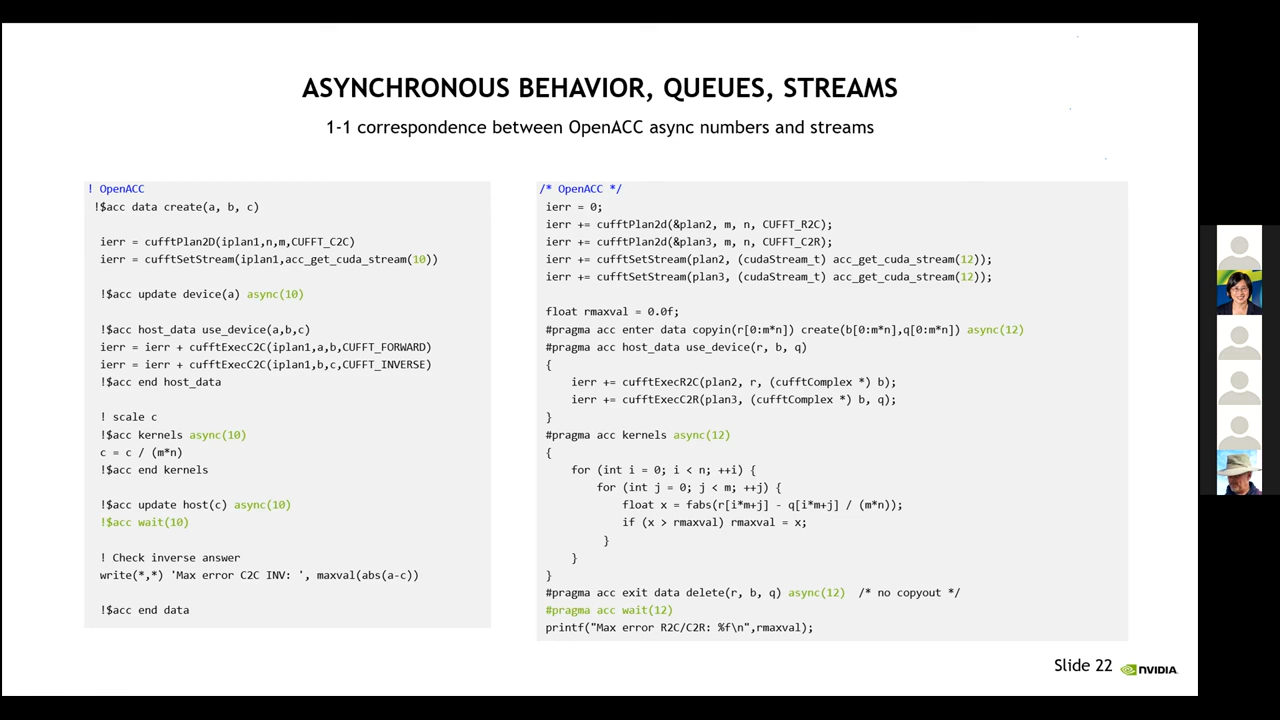 ASYNCHRONOUS BEHAVIOR, QUEUES, STREAMS
1-1 correspondence between OpenACC async numbers and streams
! OpenACC
!$acc data create(a, b, c)
ierr = cufftPlan2D(iplan1,n,m,CUFFT_C2C)
ierr = cufftSetStream(iplan1,acc_get_cuda_stream(10))
!$acc update device(a) async(10)
!$acc host_data use_device(a,b,c)
ierr = ierr + cufftExecC2C(iplan1,a,b,CUFFT_FORWARD)
ierr = ierr + cufftExecC2C(iplan1,b,c,CUFFT_INVERSE)
!$acc end host_data
! scale c
!$acc kernels async(10)
c = c / (m*n)
!$acc end kernels
!$acc update host(c) async(10)
!$acc wait(10)
! Check inverse answer
write(*,*) 'Max error C2C INV: ', maxval(abs(a-c))
!$acc end data
/* OpenACC */
ierr = 0;
ierr += cufftPlan2d(&plan2, m, n, CUFFT_R2C);
ierr += cufftPlan2d(&plan3, m, n, CUFFT_C2R);
ierr += cufftSetStream(plan2, (cudaStream_t) acc_get_cuda_stream(12));
ierr += cufftSetStream(plan3, (cudaStream_t) acc_get_cuda_stream(12));
float rmaxval = 0.0f;
#pragma acc enter data copyin(r[0:m*n]) create(b[0:m*n],q[0:m*n]) async(12)
#pragma acc host_data use_device(r, b, q)
{
ierr += cufftExecR2C(plan2, r, (cufftComplex *) b);
ierr += cufftExecC2R(plan3, (cufftComplex *) b, q);
}
#pragma acc kernels async(12)
{
for (int i = 0; i < n; ++i) {
for (int j = 0; j < m; ++j) {
float x = fabs(r[i*m+j] - q[i*m+j] / (m*n));
if (x > rmaxval) rmaxval = x;
}
}
}
#pragma acc exit data delete(r, b, q) async(12) /* no copyout */
#pragma acc wait(12)
printf("Max error R2C/C2R: %f\n",rmaxval);
Slide 22 NVIDIA